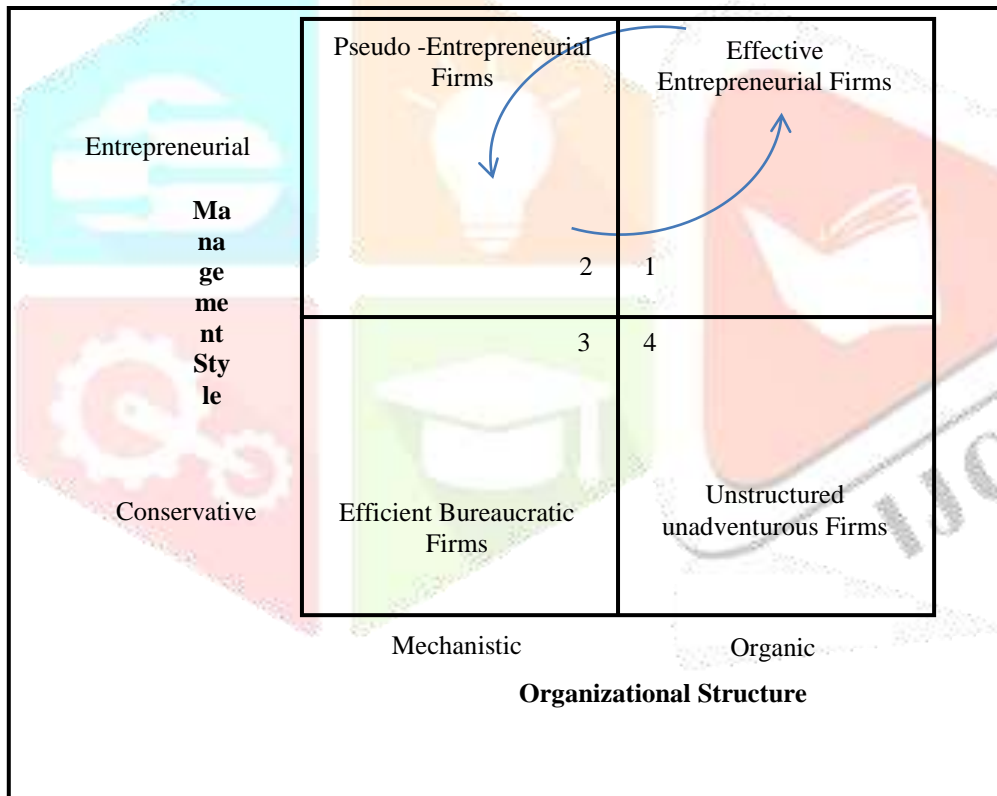 Pseudo -Entrepreneurial
Firms
Effective
Entrepreneurial Firms
Entrepreneurial
Ma
na
ge
me
nt
Sty
le
2
1
3
4
Conservative
Efficient Bureaucratic
Firms
Unstructured
unadventurous Firms
Mechanistic
Organic
Organizational Structure